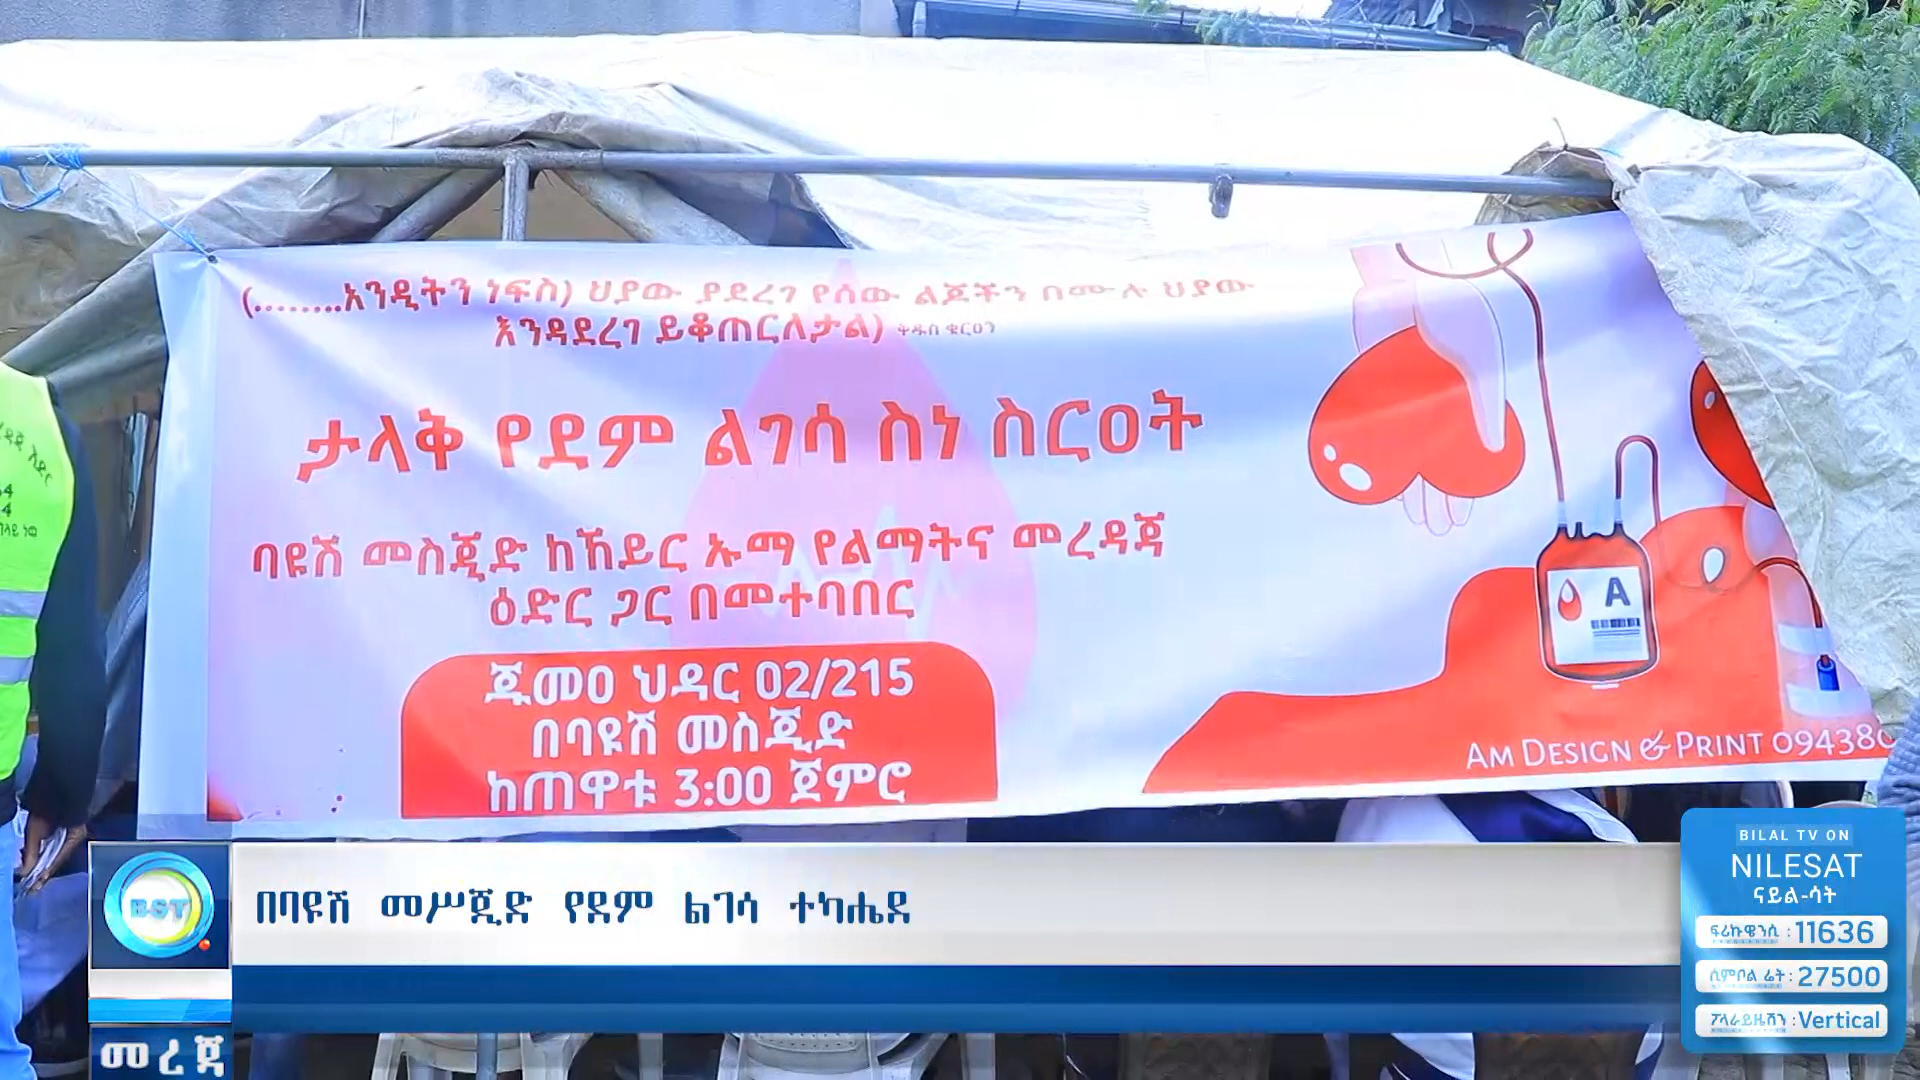 (........አንዲትን ነፍስ) ህያው ያደረገ የሰው ልጆችን በሙሉ ህያው
እንዳደረገ ይቆጠርለታል) ቅዱስ ቁርዐን
ታላቅ የደም ልገሳ ስነ ስርዐት
ባዩሽ መስጂድ ከኸይር ኡማ የልማትና መረዳጃ
ዕድር ጋር በመተባበር
ጁመዐ ህዳር 02/215
በባዩሽ መስጂድ
ከጠዋቱ 3:00 ጀምሮ
A
AM DESIGN & PRINT 09438
BST
በባዩሽ መሥጂድ የደም ልገሳ ተካሔደ
መረጃ
BILAL TV ON
NILESAT
ናይል-ሳት
ፍሪኩዌንሲ : 11636
ሲምቦል ሬት : 27500
ፖላራይዜሽን : Vertical